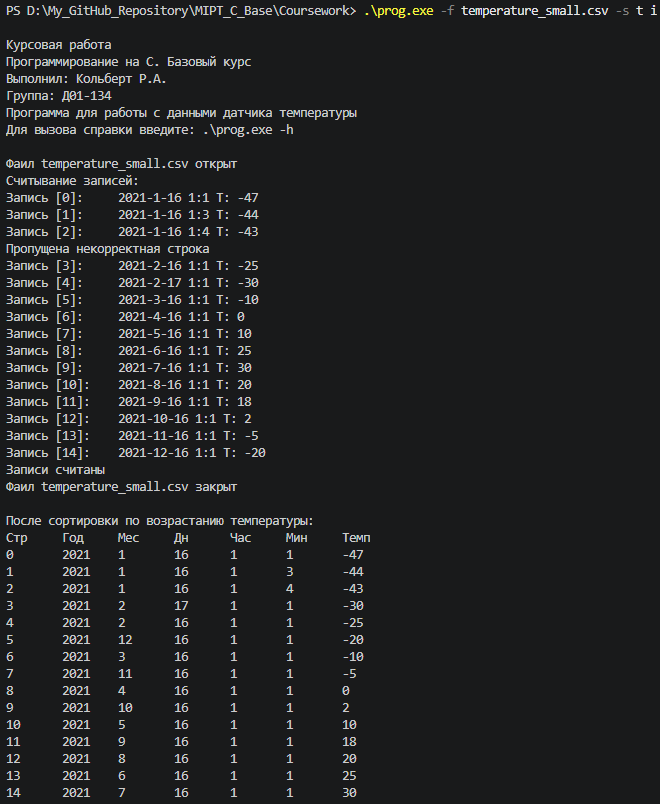 PS D:\My_GitHub_Repository\MIPT_C_Base\Coursework> .\prog.exe -f temperature_small.csv -s t i
Курсовая работа
Программирование на С. Базовый курс
Выполнил: Кольберт Р.А.
Группа: Д01-134
Программа для работы с данными датчика температуры
Для вызова справки введите: .\prog.exe -h
Фаил temperature_small.csv открыт
Считывание записей:
Запись [0]: 2021-1-16 1:1 T: -47
Запись [1]: 2021-1-16 1:3 T: -44
Запись [2]: 2021-1-16 1:4 T: -43
Пропущена некорректная строка
Запись [3]: 2021-2-16 1:1 T: -25
Запись [4]: 2021-2-17 1:1 T: -30
Запись [5]: 2021-3-16 1:1 T: -10
Запись [6]: 2021-4-16 1:1 T: 0
Запись [7]: 2021-5-16 1:1 T: 10
Запись [8]: 2021-6-16 1:1 T: 25
Запись [9]: 2021-7-16 1:1 T: 30
Запись [10]: 2021-8-16 1:1 T: 20
Запись [11]: 2021-9-16 1:1 T: 18
Запись [12]: 2021-10-16 1:1 T: 2
Запись [13]: 2021-11-16 1:1 T: -5
Запись [14]: 2021-12-16 1:1 T: -20
Записи считаны
Фаил temperature_small.csv закрыт
После сортировки по возрастанию температуры:
Стр Год Мес Дн Час Мин Темп
0 2021 1 16 1 1 -47
1 2021 1 16 1 3 -44
2 2021 1 16 1 4 -43
3 2021 2 17 1 1 -30
4 2021 2 16 1 1 -25
5 2021 12 16 1 1 -20
6 2021 3 16 1 1 -10
7 2021 11 16 1 1 -5
8 2021 4 16 1 1 0
9 2021 10 16 1 1 2
10 2021 5 16 1 1 10
11 2021 9 16 1 1 18
12 2021 8 16 1 1 20
13 2021 6 16 1 1 25
14 2021 7 16 1 1 30